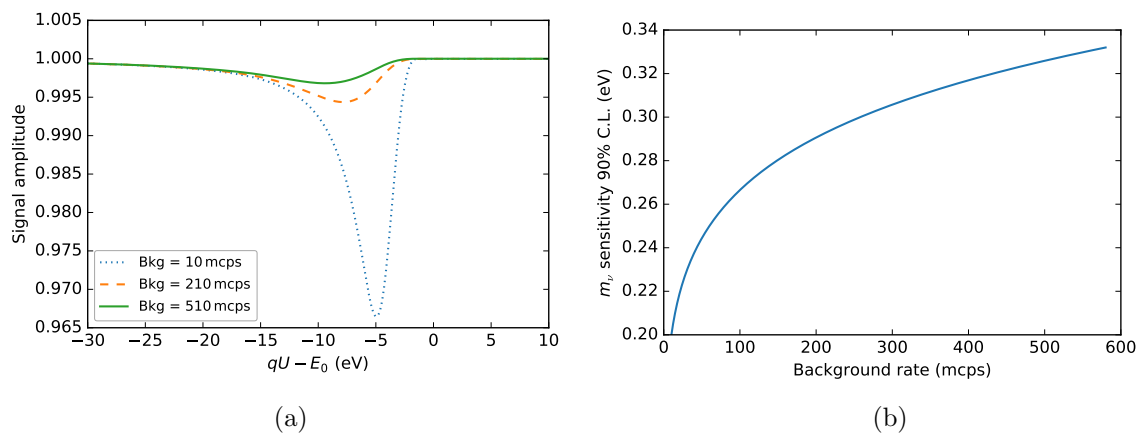 1.005
1.000
0.995
0.990
0.985
0.980
0.975
0.970
0.965
Signal amplitude
Bkg = 10 mcps
Bkg = 210 mcps
Bkg = 510 mcps
−30 −25 −20 −15 −10 −5 0 5 10
qU − E₀ (eV)
(a)
0.34
0.32
0.30
0.28
0.26
0.24
0.22
0.20
mᵥ sensitivity 90% C.L. (eV)
0 100 200 300 400 500 600
Background rate (mcps)
(b)